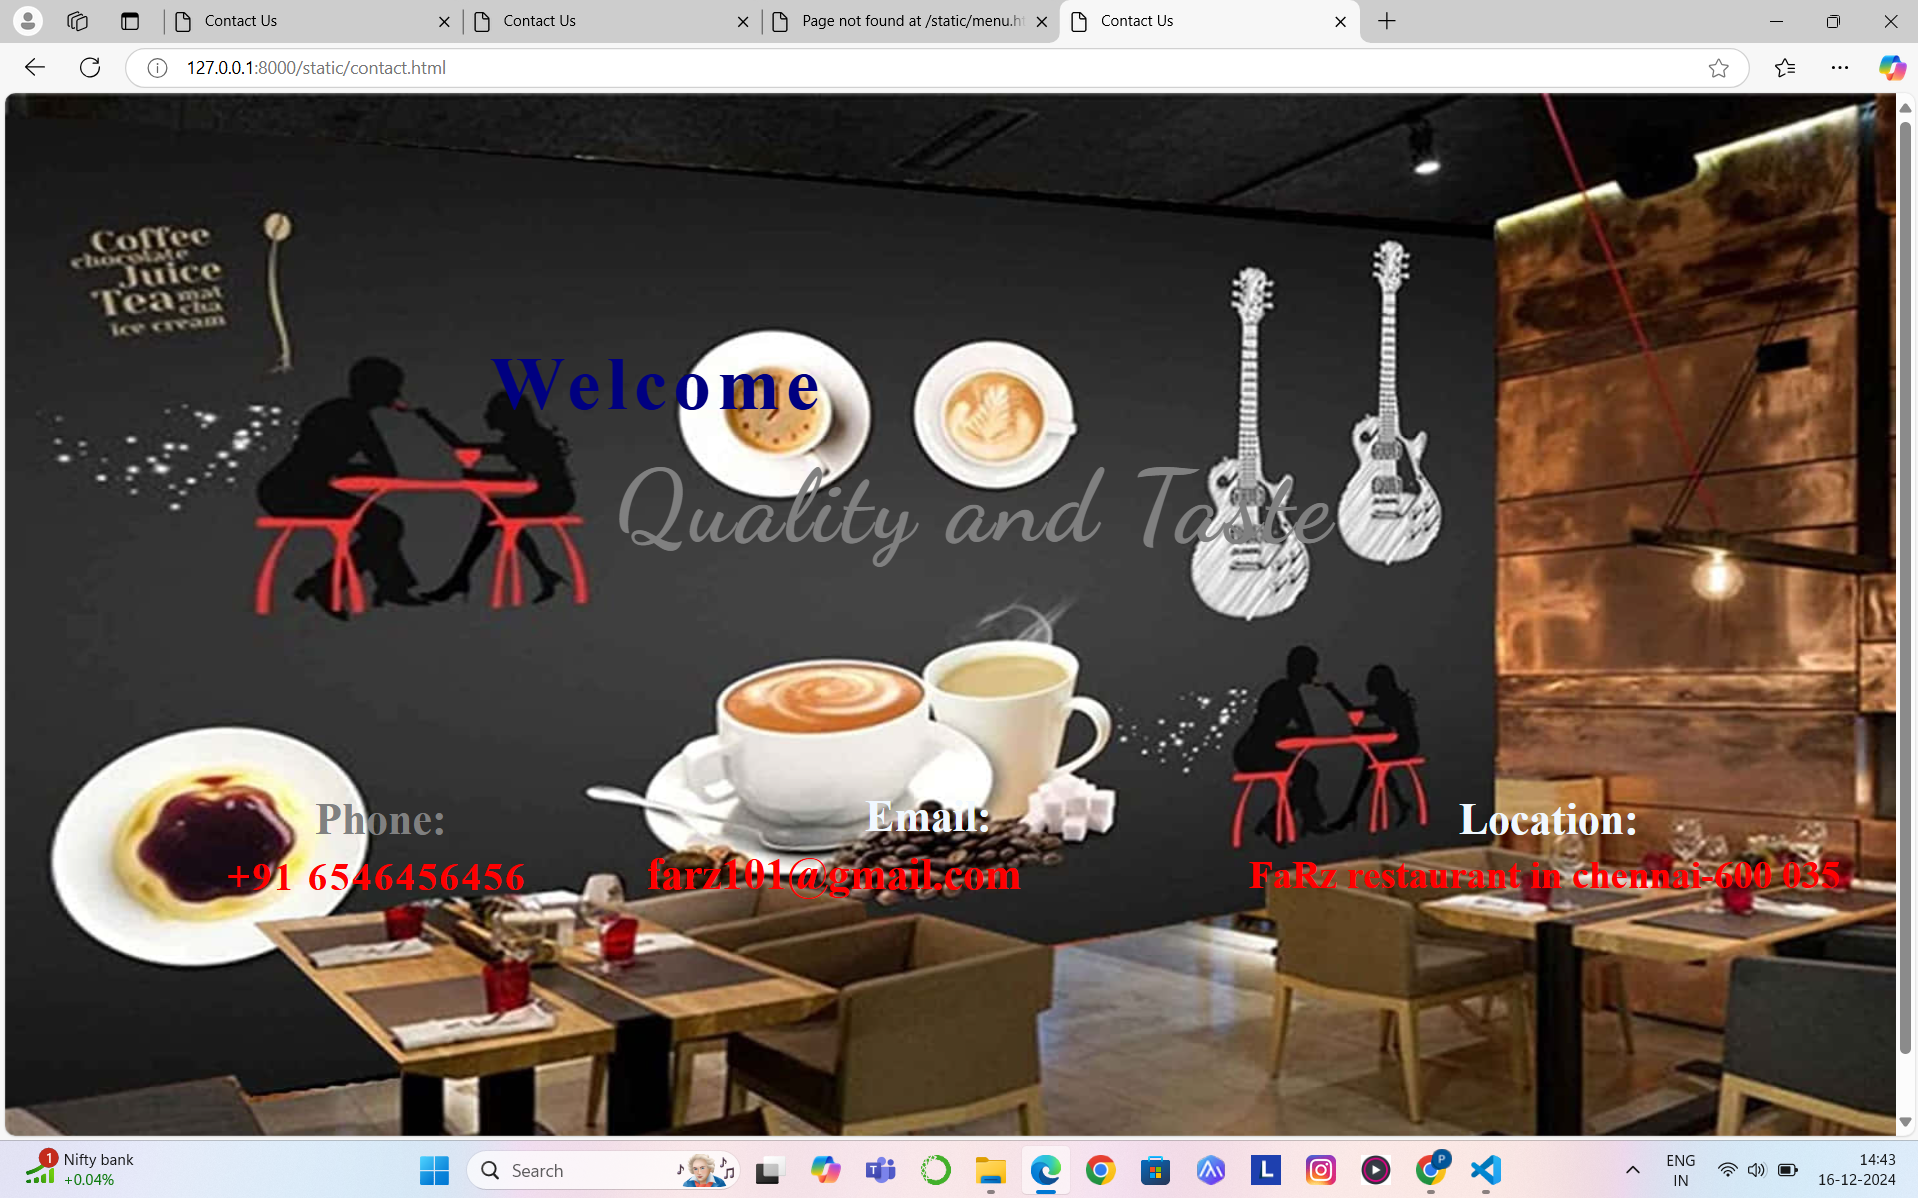 Contact Us
Contact Us
Page not found at /static/menu.h
Contact Us
127.0.0.1:8000/static/contact.html
Coffee
chocolate
Juice
Tea mat
cha
ice cream
Welcome
Quality and Taste
Phone:
Email:
Location:
+91 6546456456
farz101@gmail.com
FaRz restaurant in chennai-600 035
1
Nifty bank
+0.04%
Search
L
P
ENG
IN
14:43
16-12-2024